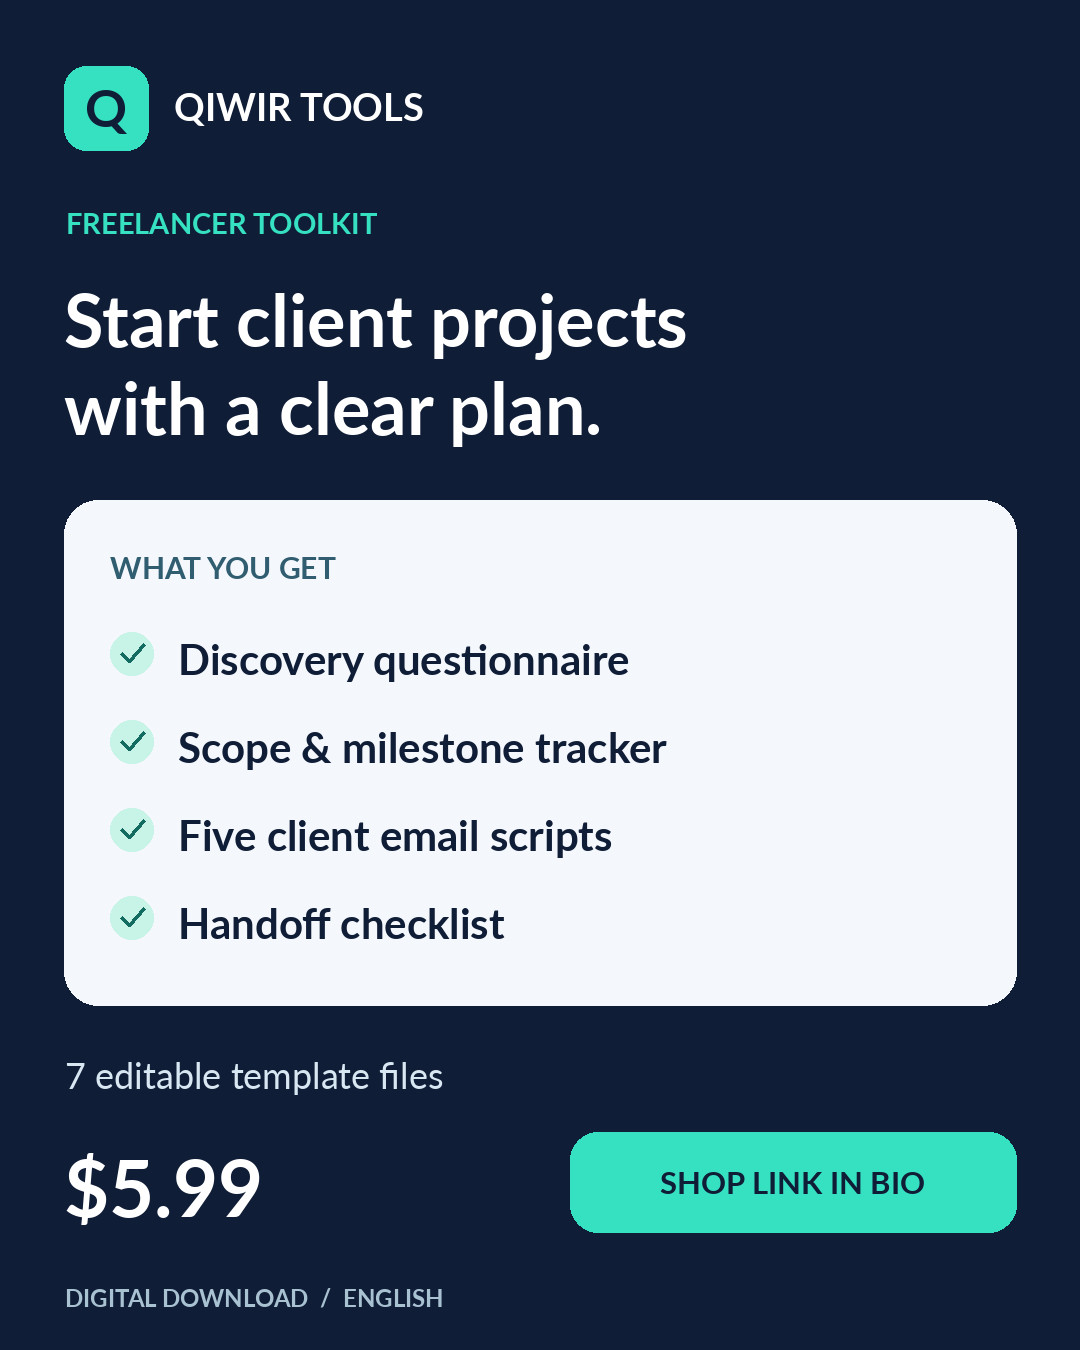 Q
QIWIR TOOLS
FREELANCER TOOLKIT
Start client projects
with a clear plan.
WHAT YOU GET
Discovery questionnaire
Scope & milestone tracker
Five client email scripts
Handoff checklist
7 editable template files
$5.99
SHOP LINK IN BIO
DIGITAL DOWNLOAD / ENGLISH